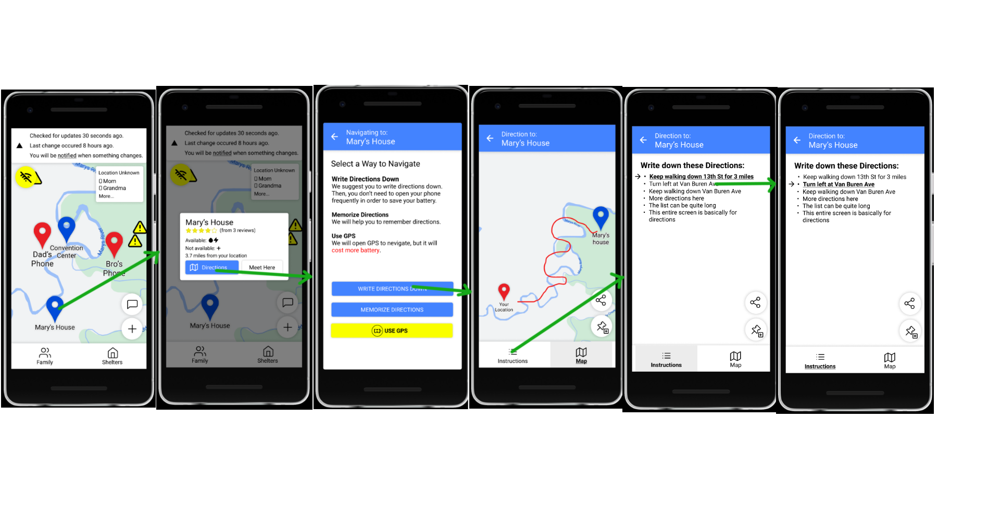 Checked for updates 30 seconds ago.
Last change occured 8 hours ago.
You will be notified when something changes.
Marys Ri
Location Unknown
Mom
Grandma
More...
Marys River
Convention
Center
Dad's
Phone
Bro's
Phone
Mary's House
Family
Shelters
Checked for updates 30 seconds ago.
Last change occured 8 hours ago.
You will be notified when something changes.
Marys Ri
Location Unknown
Mom
Grandma
More...
Mary's House
(from 3 reviews)
Available:
Not available:
3.7 miles from your location
Directions
Meet Here
Mary's House
Family
Shelters
Navigating to:
Mary's House
Select a Way to Navigate
Write Directions Down
We suggest you to write directions down.
Then, you don't need to open your phone
frequently in order to save your battery.
Memorize Directions
We will help you to remember directions.
Use GPS
We will open GPS to nevigate, but it will
cost more battery.
WRITE DIRECTIONS DOWN
MEMORIZE DIRECTIONS
USE GPS
Direction to:
Mary's House
Marys River
Mary's
house
Marys River
Your
Location
Instructions
Map
Direction to:
Mary's House
Write down these Directions:
Keep walking down 13th St for 3 miles
Turn left at Van Buren Ave
Keep walking down Van Buren Ave
More directions here
The list can be quite long
This entire screen is basically for
directions
Instructions
Map
Direction to:
Mary's House
Write down these Directions:
Keep walking down 13th St for 3 miles
Turn left at Van Buren Ave
Keep walking down Van Buren Ave
More directions here
The list can be quite long
This entire screen is basically for
directions
Instructions
Map